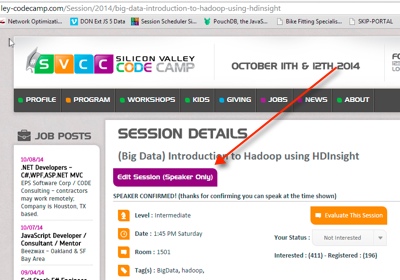 ley-codecamp.com/Session/2014/big-data-introduction-to-hadoop-using-hdinsight
Network Optimizati...
DON Ext JS 5 Data
Session Scheduler Si...
PouchDB, the JavaS...
Bike Fitting Specialis...
SKIP-PORTAL
SVCC
SILICON VALLEY
CODE CAMP
OCTOBER 11TH & 12TH 2014
PROFILE
PROGRAM
WORKSHOPS
KIDS
GIVING
JOBS
NEWS
ABOUT
JOB POSTS
10/08/14
.NET Developers –
C#,WPF,ASP.NET MVC
EPS Software Corp / CODE
Consulting - contractors
may work remotely;
Company is Houston, TX
based.
10/07/14
JavaScript Developer /
Consultant / Mentor
Beezwax - Oakland & SF
Bay Area
09/07/14
SESSION DETAILS
(Big Data) Introduction to Hadoop using HDInsight
Edit Session (Speaker Only)
SPEAKER CONFIRMED! (thanks for confirming you can speak at the time shown)
Level : Intermediate
Date : 1:45 PM Saturday
Room : 1501
Tag(s) : BigData, hadoop,
Evaluate This Session
Your Status : Not Interested
Interested : (411) - Registered : (196)